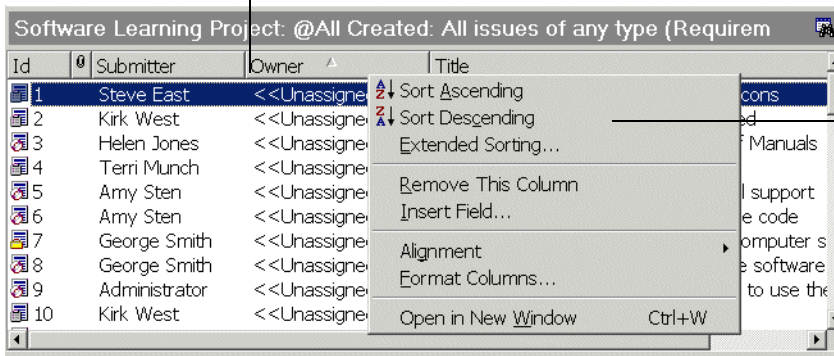 Software Learning Project: @All Created: All issues of any type (Requirem
Id Submitter Owner Title
1 Steve East <<Unassigne cons
2 Kirk West <<Unassigne ed
3 Helen Jones <<Unassigne Manuals
4 Terri Munch <<Unassigne
5 Amy Sten <<Unassigne support
6 Amy Sten <<Unassigne e code
7 George Smith <<Unassigne omputer s
8 George Smith <<Unassigne e software
9 Administrator <<Unassigne to use the
10 Kirk West <<Unassigne
Sort Ascending
Sort Descending
Extended Sorting...
Remove This Column
Insert Field...
Alignment
Format Columns...
Open in New Window Ctrl+W